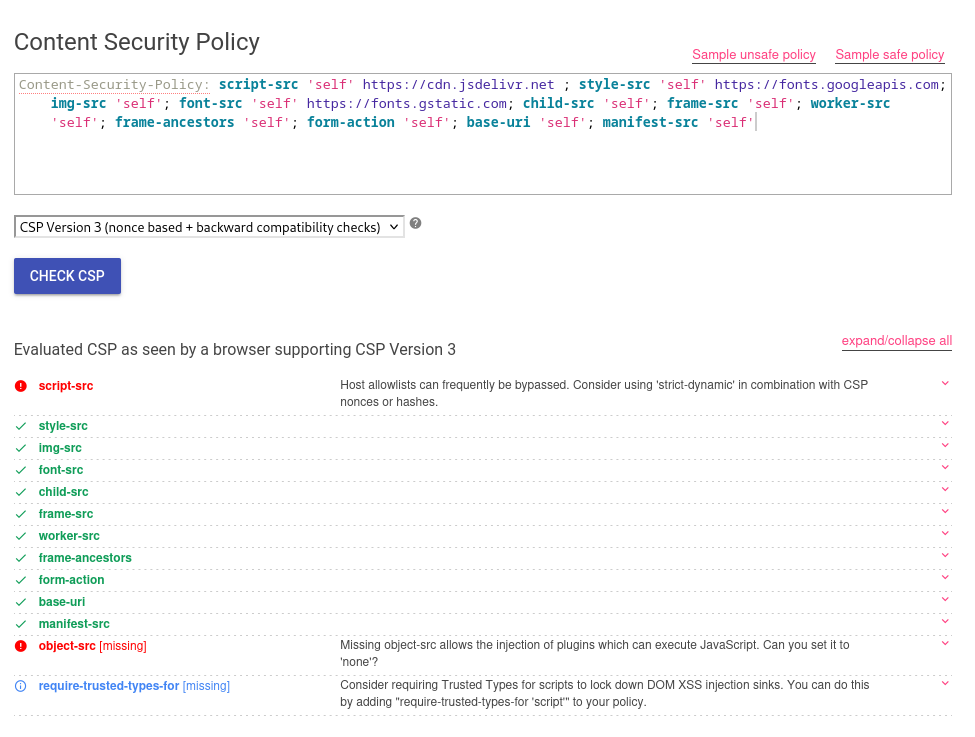 Content Security Policy
Sample unsafe policy Sample safe policy
Content-Security-Policy: script-src 'self' https://cdn.jsdelivr.net ; style-src 'self' https://fonts.googleapis.com;
img-src 'self'; font-src 'self' https://fonts.gstatic.com; child-src 'self'; frame-src 'self'; worker-src
'self'; frame-ancestors 'self'; form-action 'self'; base-uri 'self'; manifest-src 'self'
CSP Version 3 (nonce based + backward compatibility checks) ?
CHECK CSP
expand/collapse all
Evaluated CSP as seen by a browser supporting CSP Version 3
script-src Host allowlists can frequently be bypassed. Consider using 'strict-dynamic' in combination with CSP
nonces or hashes.
style-src
img-src
font-src
child-src
frame-src
worker-src
frame-ancestors
form-action
base-uri
manifest-src
object-src [missing] Missing object-src allows the injection of plugins which can execute JavaScript. Can you set it to
'none'?
require-trusted-types-for [missing] Consider requiring Trusted Types for scripts to lock down DOM XSS injection sinks. You can do this
by adding "require-trusted-types-for 'script'" to your policy.